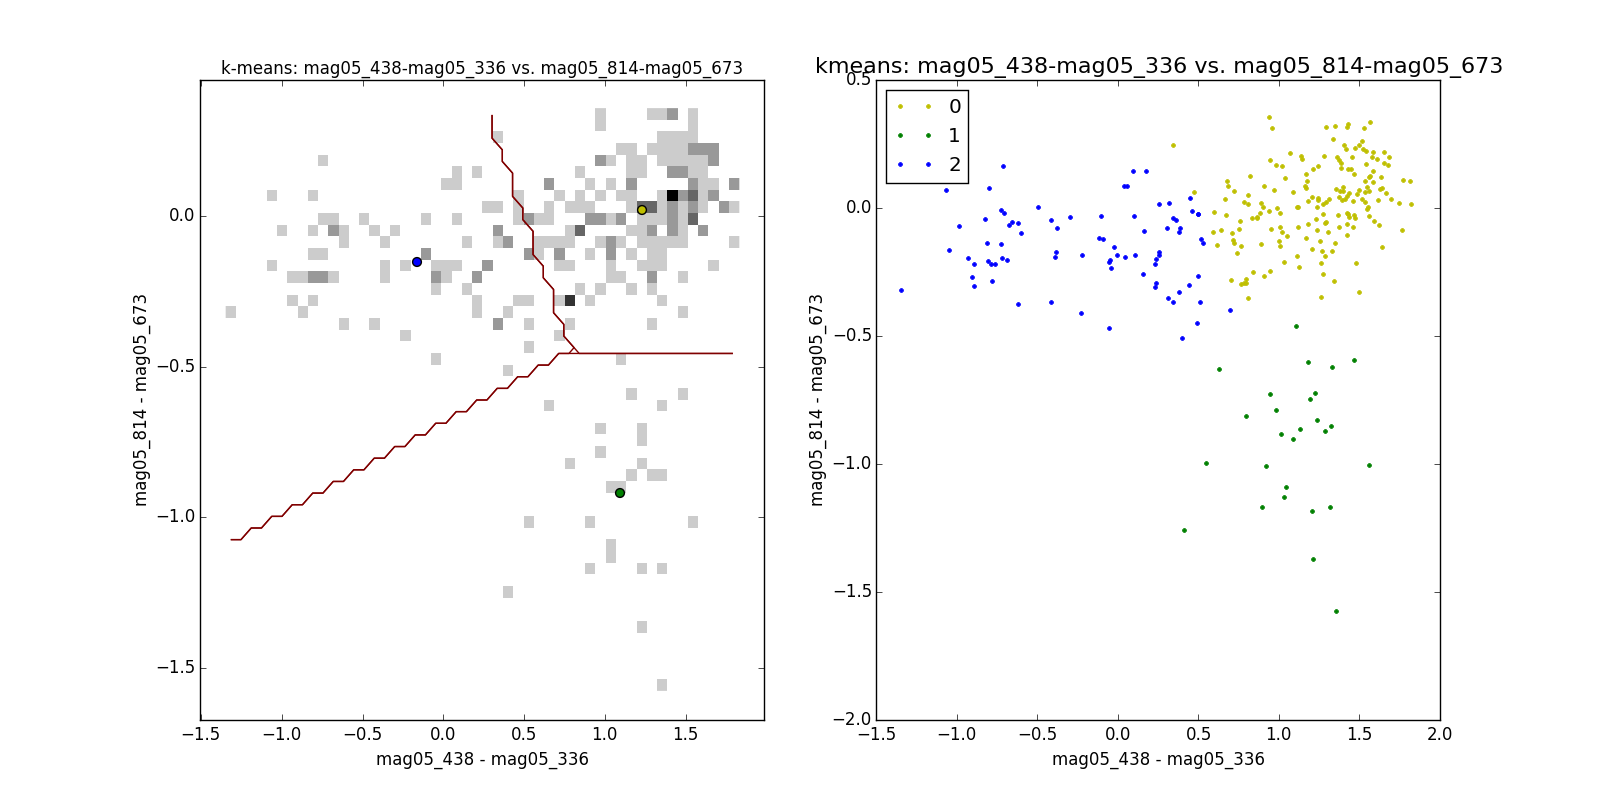 k-means: mag05_438-mag05_336 vs. mag05_814-mag05_673
0.0
−0.5
−1.0
−1.5
mag05_814 - mag05_673
−1.5 −1.0 −0.5 0.0 0.5 1.0 1.5
mag05_438 - mag05_336
kmeans: mag05_438-mag05_336 vs. mag05_814-mag05_673
0
1
2
0.5
0.0
−0.5
−1.0
−1.5
−2.0
mag05_814 - mag05_673
−1.5 −1.0 −0.5 0.0 0.5 1.0 1.5 2.0
mag05_438 - mag05_336